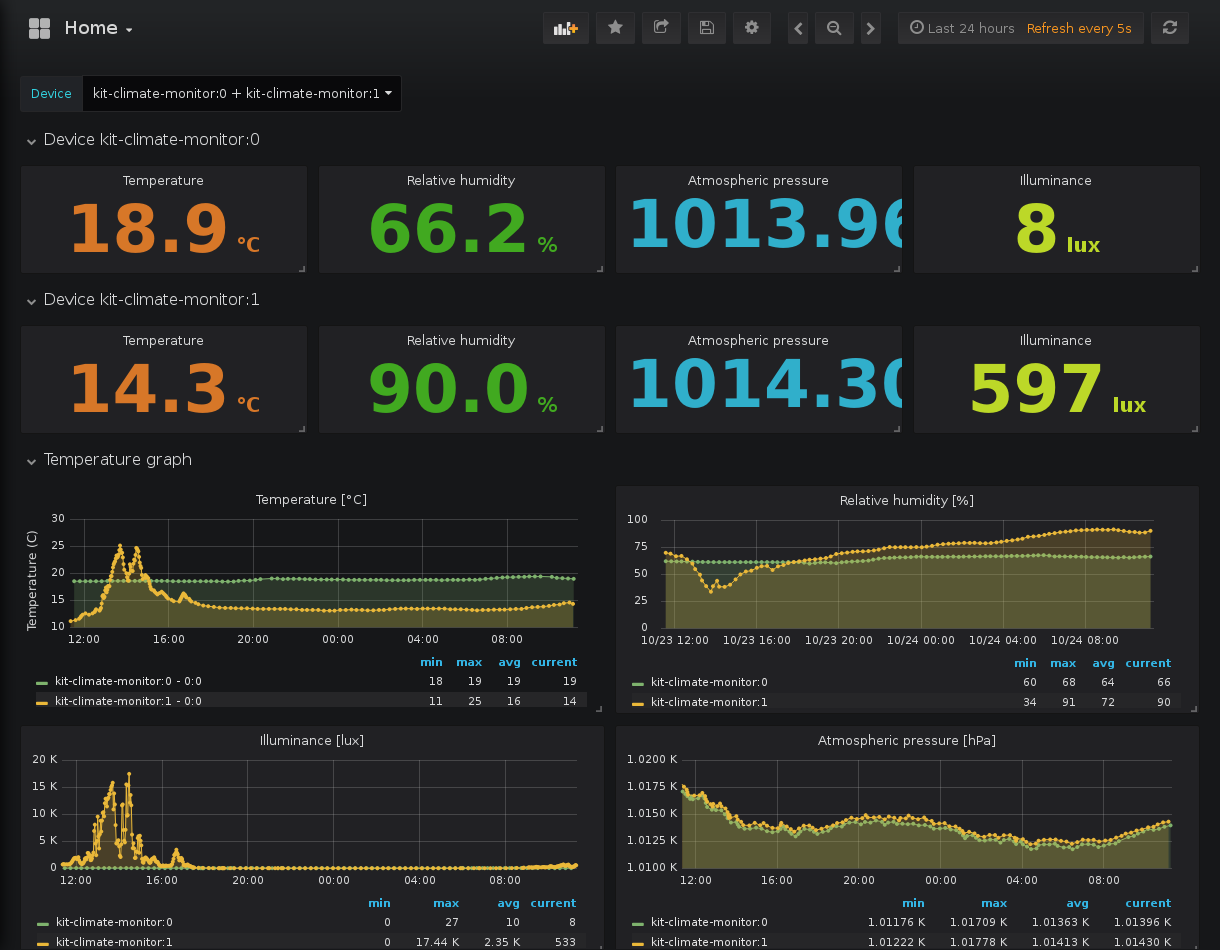 Home
Last 24 hours Refresh every 5s
Device kit-climate-monitor:0 + kit-climate-monitor:1
Device kit-climate-monitor:0
Temperature Relative humidity Atmospheric pressure Illuminance
18.9 °C 66.2 % 1013.96 8 lux
Device kit-climate-monitor:1
Temperature Relative humidity Atmospheric pressure Illuminance
14.3 °C 90.0 % 1014.30 597 lux
Temperature graph
Temperature [°C]
Temperature (C)
30
25
20
15
10
12:00 16:00 20:00 00:00 04:00 08:00
min max avg current
kit-climate-monitor:0 - 0:0 18 19 19 19
kit-climate-monitor:1 - 0:0 11 25 16 14
Relative humidity [%]
100
75
50
25
0
10/23 12:00 10/23 16:00 10/23 20:00 10/24 00:00 10/24 04:00 10/24 08:00
min max avg current
kit-climate-monitor:0 60 68 64 66
kit-climate-monitor:1 34 91 72 90
Illuminance [lux]
20 K
15 K
10 K
5 K
0
12:00 16:00 20:00 00:00 04:00 08:00
min max avg current
kit-climate-monitor:0 0 27 10 8
kit-climate-monitor:1 0 17.44 K 2.35 K 533
Atmospheric pressure [hPa]
1.0200 K
1.0175 K
1.0150 K
1.0125 K
1.0100 K
12:00 16:00 20:00 00:00 04:00 08:00
min max avg current
kit-climate-monitor:0 1.01176 K 1.01709 K 1.01363 K 1.01396 K
kit-climate-monitor:1 1.01222 K 1.01778 K 1.01413 K 1.01430 K